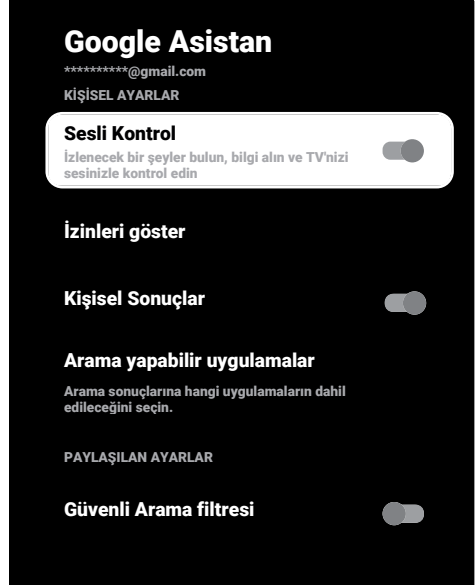 Google Asistan
**********@gmail.com
KİŞİSEL AYARLAR
Sesli Kontrol
İzlenecek bir şeyler bulun, bilgi alın ve TV'nizi
sesinizle kontrol edin
İzinleri göster
Kişisel Sonuçlar
Arama yapabilir uygulamalar
Arama sonuçlarına hangi uygulamaların dahil
edileceğini seçin.
PAYLAŞILAN AYARLAR
Güvenli Arama filtresi